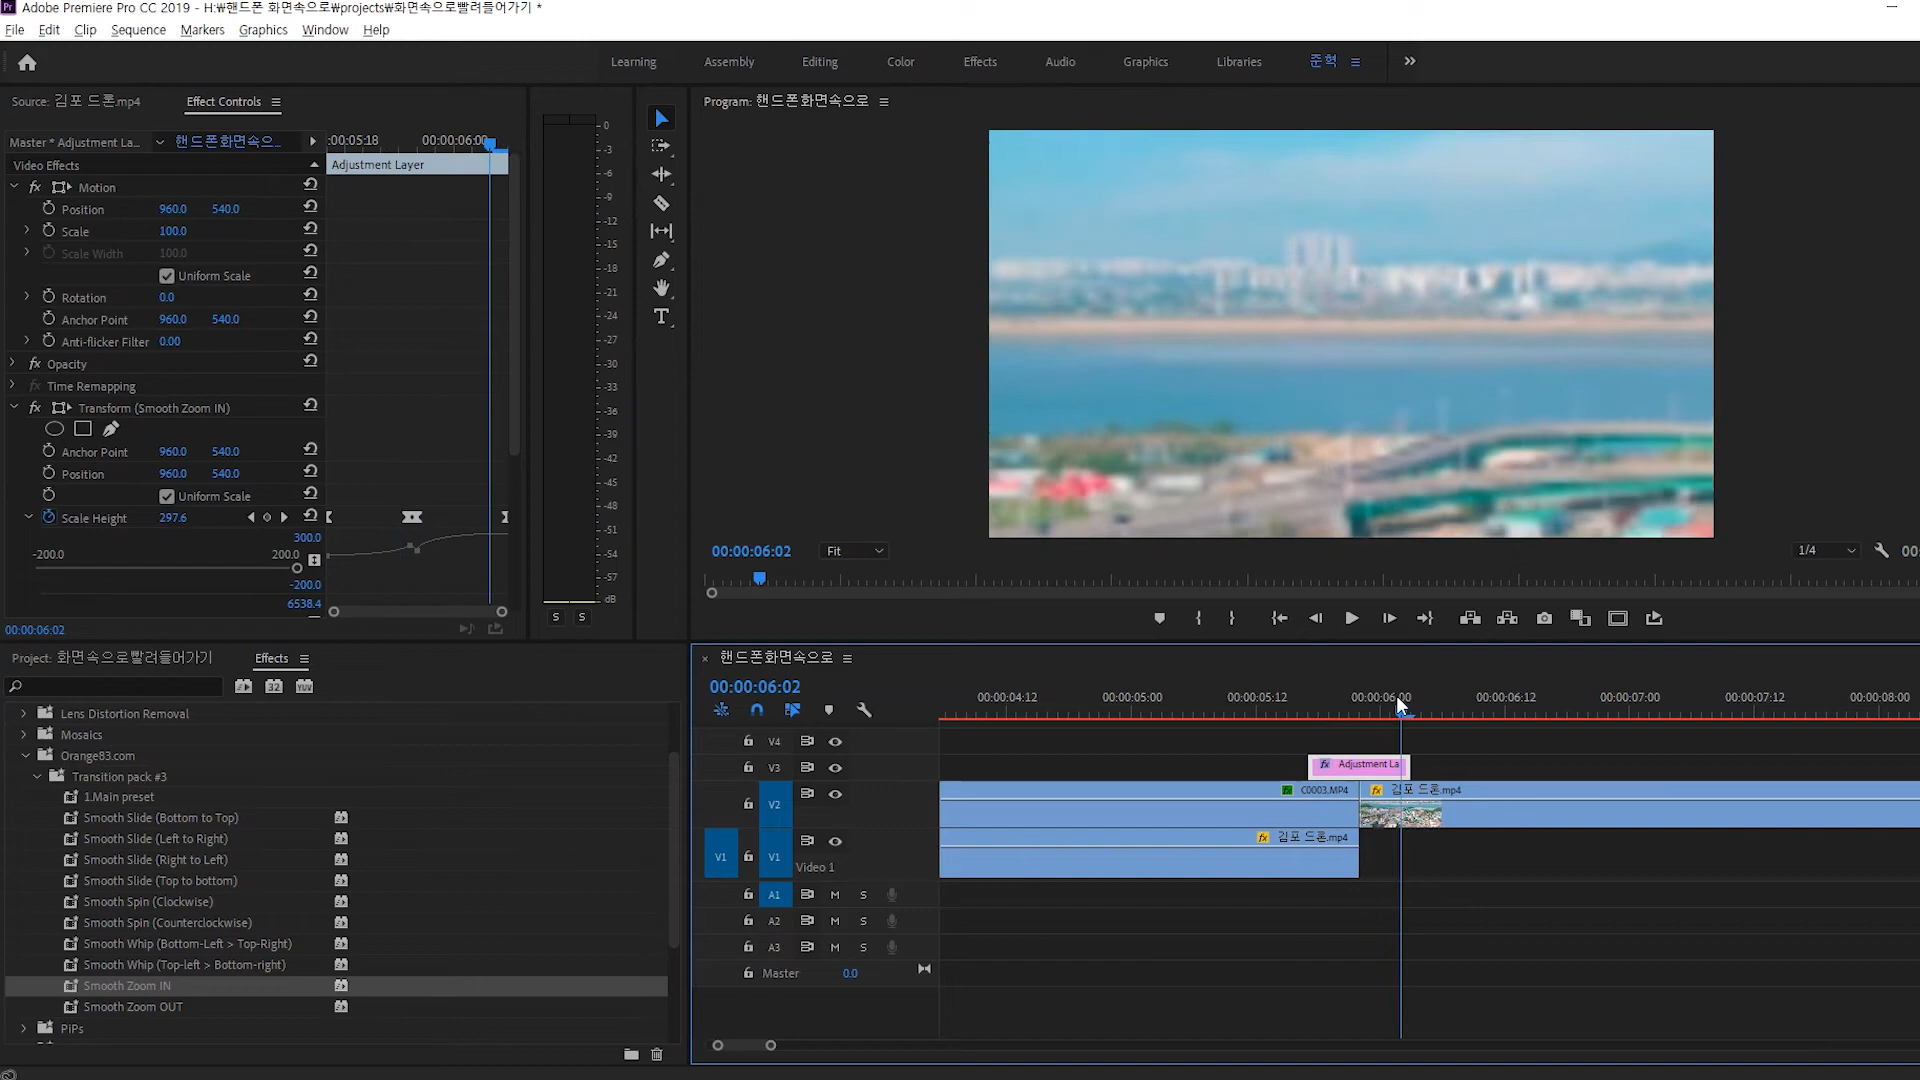 Adobe Premiere Pro CC 2019 - H:₩핸드폰 화면속으로₩projects₩화면속으로빨려들어가기 *
File Edit Clip Sequence Markers Graphics Window Help
Learning Assembly Editing Color Effects Audio Graphics Libraries 준혁
Source: 김포 드론.mp4 Effect Controls
Program: 핸드폰화면속으로
Master * Adjustment La... 핸드폰화면속으... :00:05:18 00:00:06:00
Video Effects Adjustment Layer
fx Motion
Position 960.0 540.0
Scale 100.0
Scale Width 100.0
Uniform Scale
Rotation 0.0
Anchor Point 960.0 540.0
Anti-flicker Filter 0.00
fx Opacity
fx Time Remapping
fx Transform (Smooth Zoom IN)
Anchor Point 960.0 540.0
Position 960.0 540.0
Uniform Scale
Scale Height 297.6
300.0
-200.0 200.0
-200.0
6538.4
00:00:06:02
0
-3
-6
-9
-12
-15
-18
-21
-24
-27
-30
-33
-36
-39
-42
-45
-48
-51
-54
-57
dB
S S
T
00:00:06:02 Fit 1/4 00:
Project: 화면속으로빨려들어가기 Effects
32 YUV
Lens Distortion Removal
Mosaics
Orange83.com
Transition pack #3
1.Main preset
Smooth Slide (Bottom to Top)
Smooth Slide (Left to Right)
Smooth Slide (Right to Left)
Smooth Slide (Top to bottom)
Smooth Spin (Clockwise)
Smooth Spin (Counterclockwise)
Smooth Whip (Bottom-Left > Top-Right)
Smooth Whip (Top-left > Bottom-right)
Smooth Zoom IN
Smooth Zoom OUT
PiPs
× 핸드폰화면속으로
00:00:06:02
00:00:04:12 00:00:05:00 00:00:05:12 00:00:06:00 00:00:06:12 00:00:07:00 00:00:07:12 00:00:08:00
V4
V3 fx Adjustment La
V2 fx C0003.MP4 fx 김포 드론.mp4
V1 V1 Video 1 fx 김포 드론.mp4
A1 M S
A2 M S
A3 M S
Master 0.0